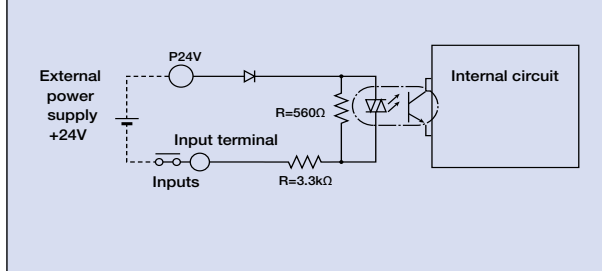 P24V
External
power
supply
+24V
Internal circuit
R=560Ω
Input terminal
Inputs
R=3.3kΩ